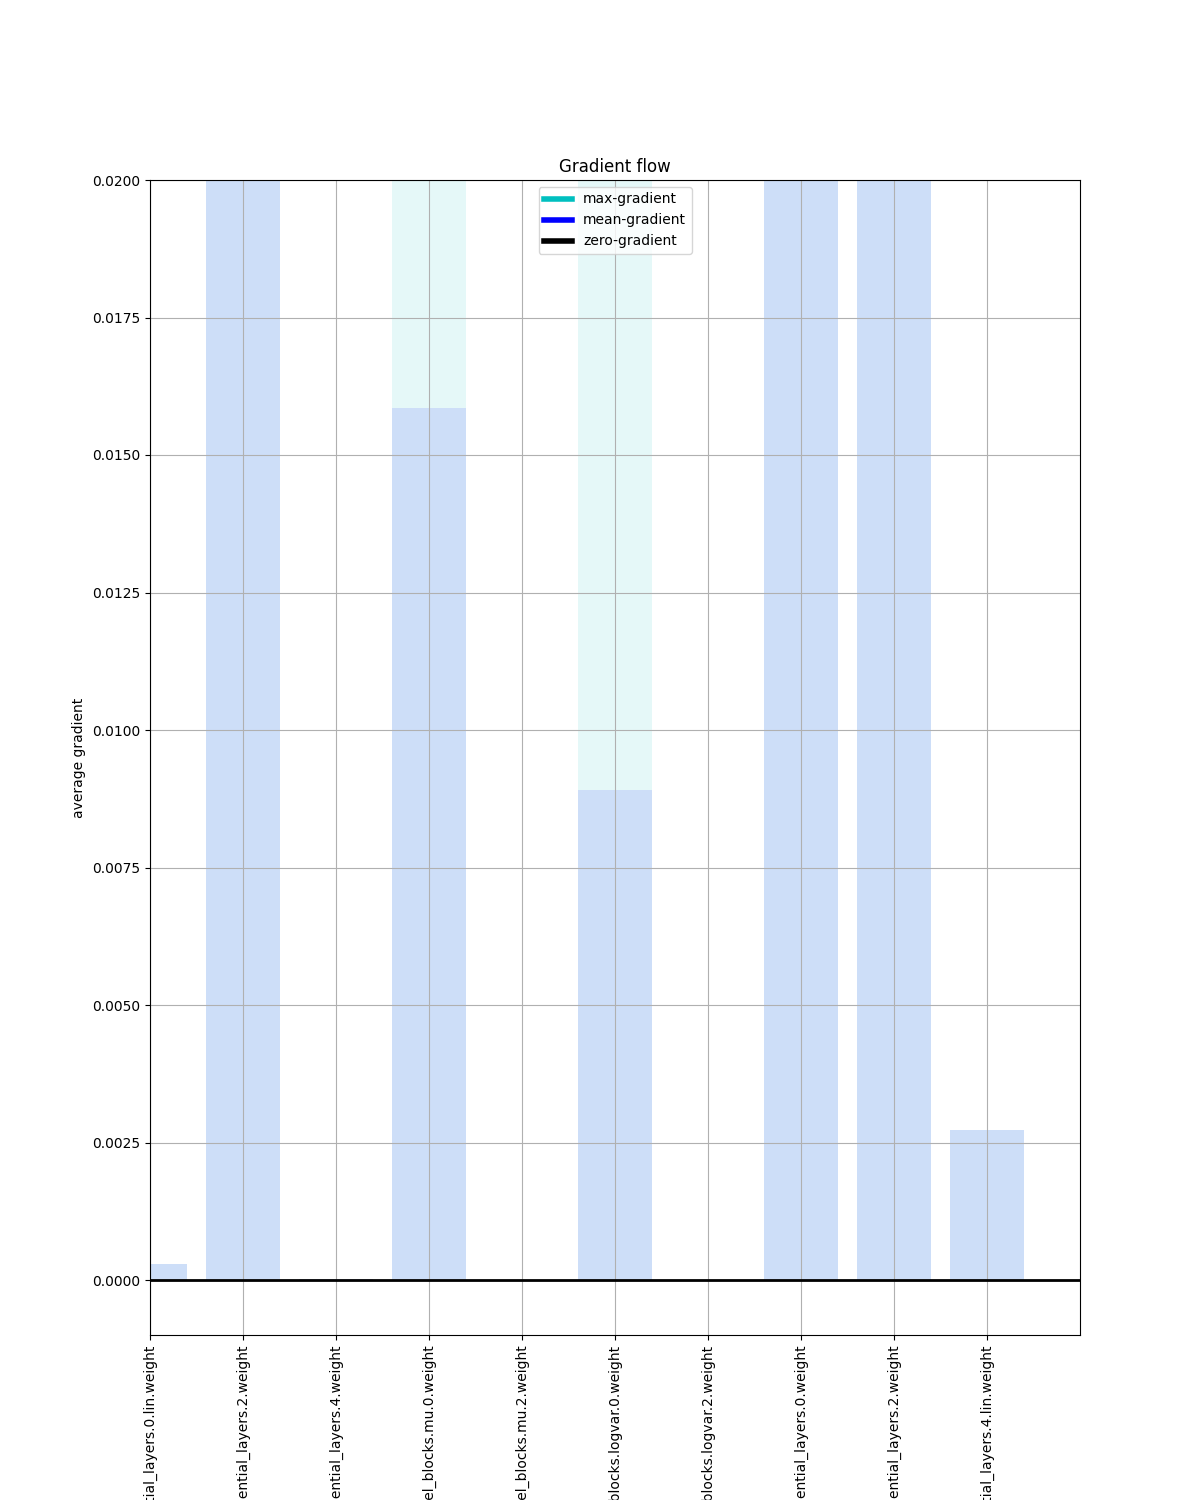 Gradient flow
max-gradient
mean-gradient
zero-gradient
0.0200
0.0175
0.0150
0.0125
0.0100
0.0075
0.0050
0.0025
0.0000
average gradient
tial_layers.0.lin.weight
ential_layers.2.weight
ential_layers.4.weight
el_blocks.mu.0.weight
el_blocks.mu.2.weight
blocks.logvar.0.weight
blocks.logvar.2.weight
ential_layers.0.weight
ential_layers.2.weight
tial_layers.4.lin.weight